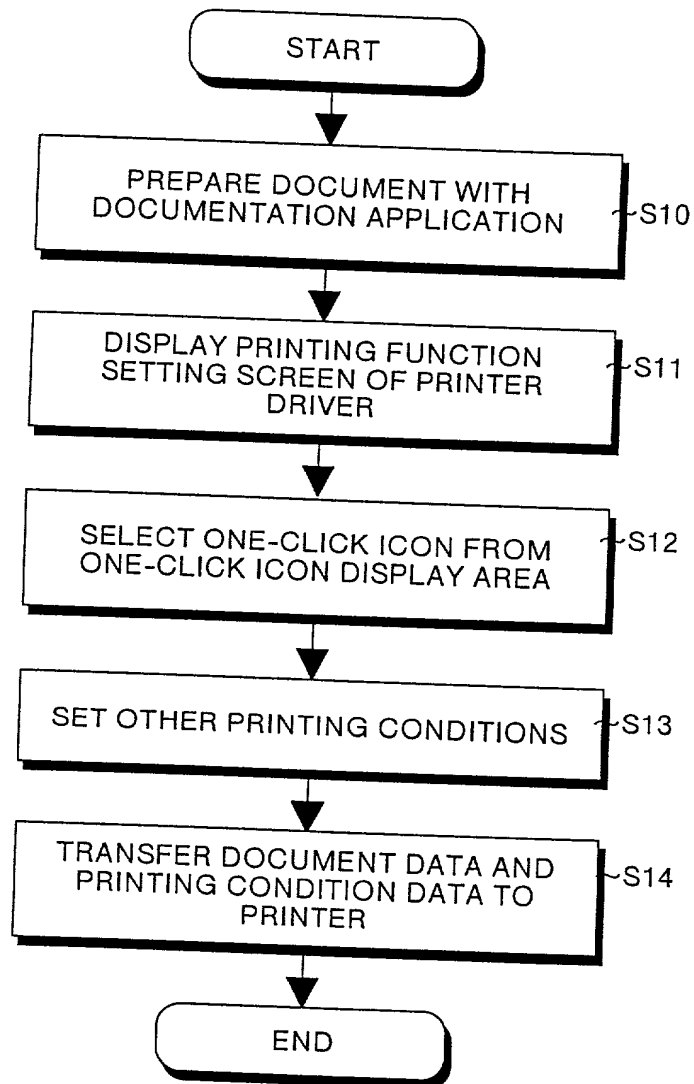 START
PREPARE DOCUMENT WITH
DOCUMENTATION APPLICATION
S10
DISPLAY PRINTING FUNCTION
SETTING SCREEN OF PRINTER
DRIVER
S11
SELECT ONE-CLICK ICON FROM
ONE-CLICK ICON DISPLAY AREA
S12
SET OTHER PRINTING CONDITIONS
S13
TRANSFER DOCUMENT DATA AND
PRINTING CONDITION DATA TO
PRINTER
S14
END